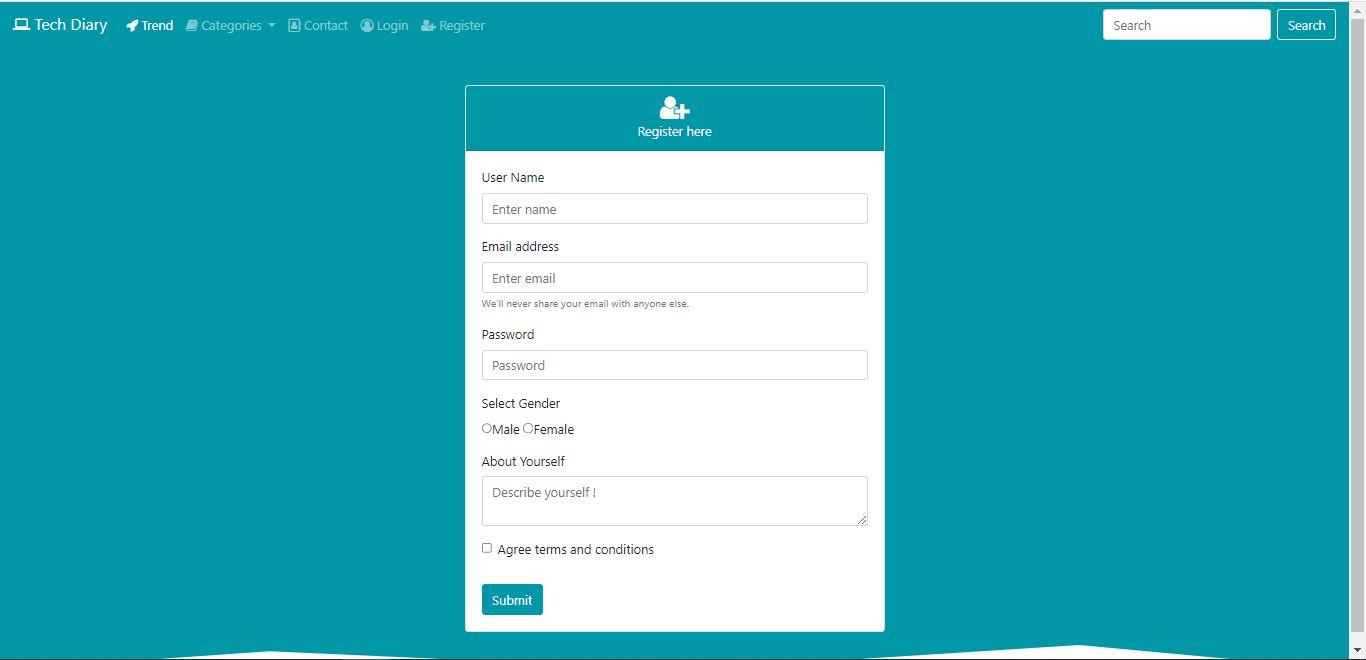 Tech Diary Trend Categories Contact Login Register Search Search
Register here
User Name
Enter name
Email address
Enter email
We'll never share your email with anyone else.
Password
Password
Select Gender
Male Female
About Yourself
Describe yourself !
Agree terms and conditions
Submit